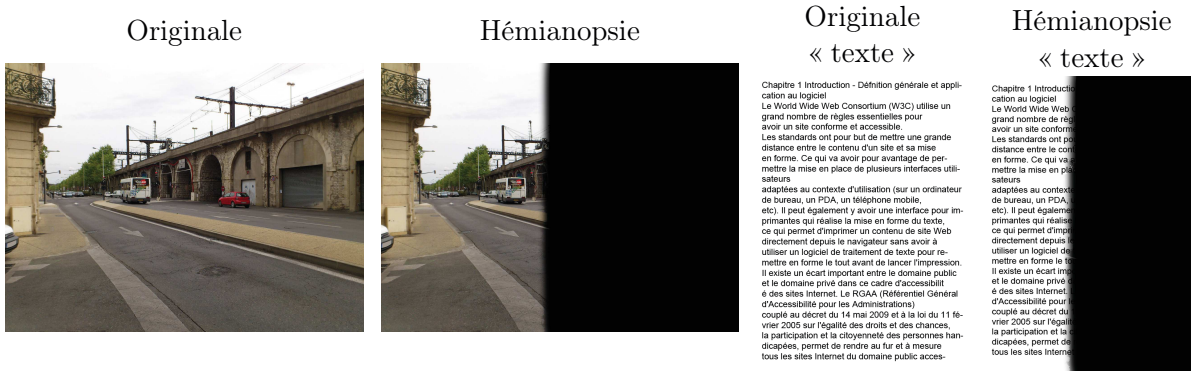 Originale
Hémianopsie
Originale
« texte »
Hémianopsie
« texte »
Chapitre 1 Introduction - Défnition générale et appli-
cation au logiciel
Le World Wide Web Consortium (W3C) utilise un
grand nombre de règles essentielles pour
avoir un site conforme et accessible.
Les standards ont pour but de mettre une grande
distance entre le contenu d'un site et sa mise
en forme. Ce qui va avoir pour avantage de per-
mettre la mise en place de plusieurs interfaces utili-
sateurs
adaptées au contexte d'utilisation (sur un ordinateur
de bureau, un PDA, un téléphone mobile,
etc). Il peut également y avoir une interface pour im-
primantes qui réalise la mise en forme du texte,
ce qui permet d'imprimer un contenu de site Web
directement depuis le navigateur sans avoir à
utiliser un logiciel de traitement de texte pour re-
mettre en forme le tout avant de lancer l'impression.
Il existe un écart important entre le domaine public
et le domaine privé dans ce cadre d'accessibilit
é des sites Internet. Le RGAA (Référentiel Général
d'Accessibilité pour les Administrations)
couplé au décret du 14 mai 2009 et à la loi du 11 fé-
vrier 2005 sur l'égalité des droits et des chances,
la participation et la citoyenneté des personnes han-
dicapées, permet de rendre au fur et à mesure
tous les sites Internet du domaine public acces-
Chapitre 1 Introductio
cation au logiciel
Le World Wide Web
grand nombre de règ
avoir un site conform
Les standards ont po
distance entre le con
en forme. Ce qui va
mettre la mise en pla
sateurs
adaptées au context
de bureau, un PDA,
etc). Il peut égaleme
primantes qui réalise
ce qui permet d'impr
directement depuis l
utiliser un logiciel de
mettre en forme le to
Il existe un écart imp
et le domaine privé d
é des sites Internet.
d'Accessibilité pour l
couplé au décret du
vrier 2005 sur l'égalit
la participation et la c
dicapées, permet de
tous les sites Interne